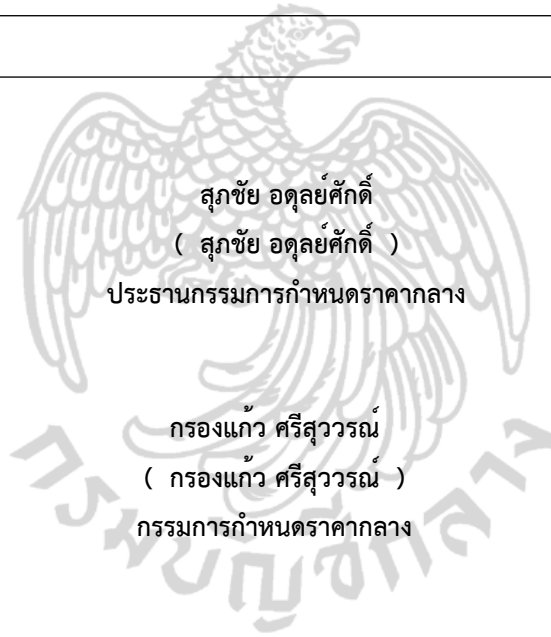 สุภชัย อดุลย์ศักดิ์
( สุภชัย อดุลย์ศักดิ์ )
ประธานกรรมการกำหนดราคากลาง
กรองแก้ว ศรีสุววรณ์
( กรองแก้ว ศรีสุววรณ์ )
กรรมการกำหนดราคากลาง
กรมบัญชีกลาง